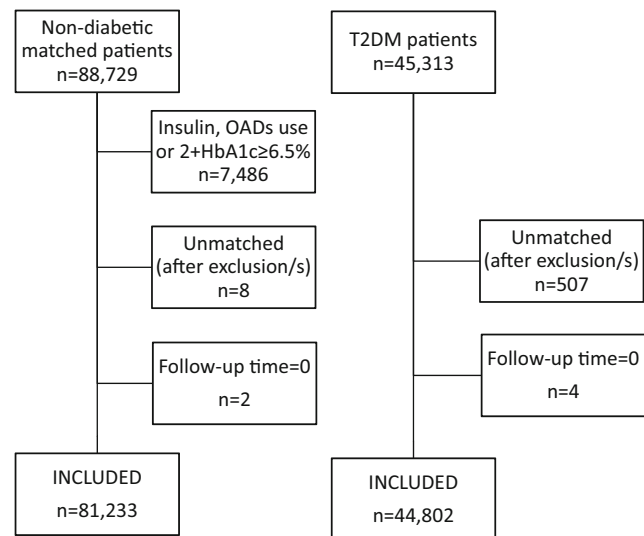 Non-diabetic
matched patients
n=88,729
Insulin, OADs use
or 2+HbA1c≥6.5%
n=7,486
Unmatched
(after exclusion/s)
n=8
Follow-up time=0
n=2
INCLUDED
n=81,233
T2DM patients
n=45,313
Unmatched
(after exclusion/s)
n=507
Follow-up time=0
n=4
INCLUDED
n=44,802